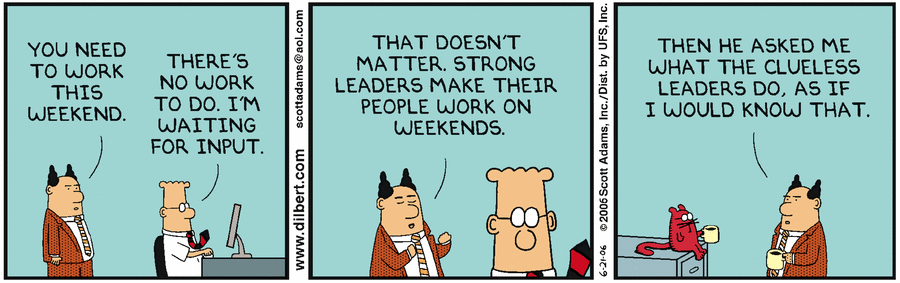 YOU NEED
TO WORK
THIS
WEEKEND.
THERE'S
NO WORK
TO DO. I'M
WAITING
FOR INPUT.
www.dilbert.com
scottadams@aol.com
THAT DOESN'T
MATTER. STRONG
LEADERS MAKE THEIR
PEOPLE WORK ON
WEEKENDS.
6-21-06 ©2006 Scott Adams, Inc./Dist. by UFS, Inc.
THEN HE ASKED ME
WHAT THE CLUELESS
LEADERS DO, AS IF
I WOULD KNOW THAT.